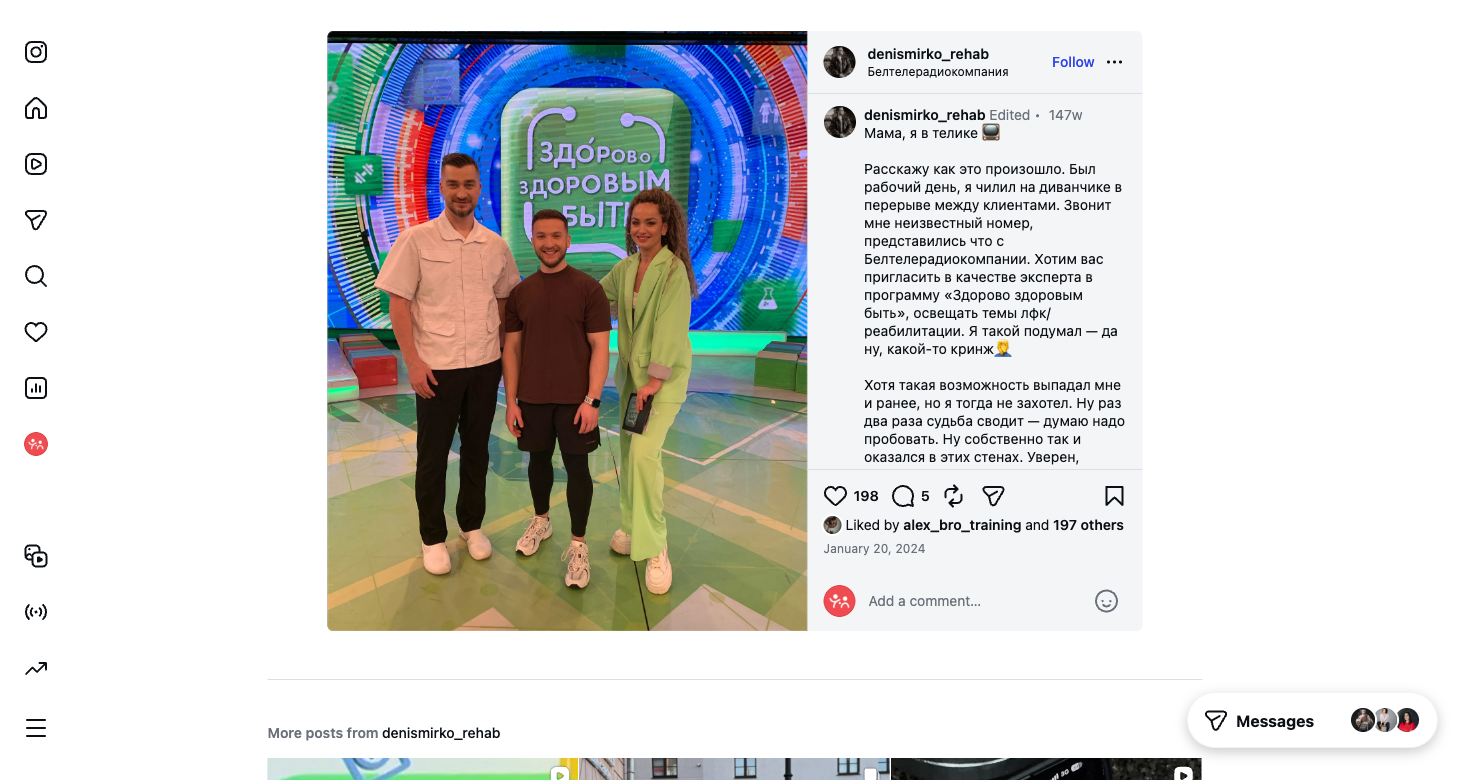 ЗДО́РОВО
ЗДОРОВЫМ
БЫТЬ
denismirko_rehab
Белтелерадиокомпания
Follow
denismirko_rehab Edited • 147w
Мама, я в телике
Расскажу как это произошло. Был
рабочий день, я чилил на диванчике в
перерыве между клиентами. Звонит
мне неизвестный номер,
представились что с
Белтелерадиокомпании. Хотим вас
пригласить в качестве эксперта в
программу «Здорово здоровым
быть», освещать темы лфк/
реабилитации. Я такой подумал — да
ну, какой-то кринж
Хотя такая возможность выпадал мне
и ранее, но я тогда не захотел. Ну раз
два раза судьба сводит — думаю надо
пробовать. Ну собственно так и
оказался в этих стенах. Уверен,
198 5
Liked by alex_bro_training and 197 others
January 20, 2024
Add a comment...
More posts from denismirko_rehab
Messages